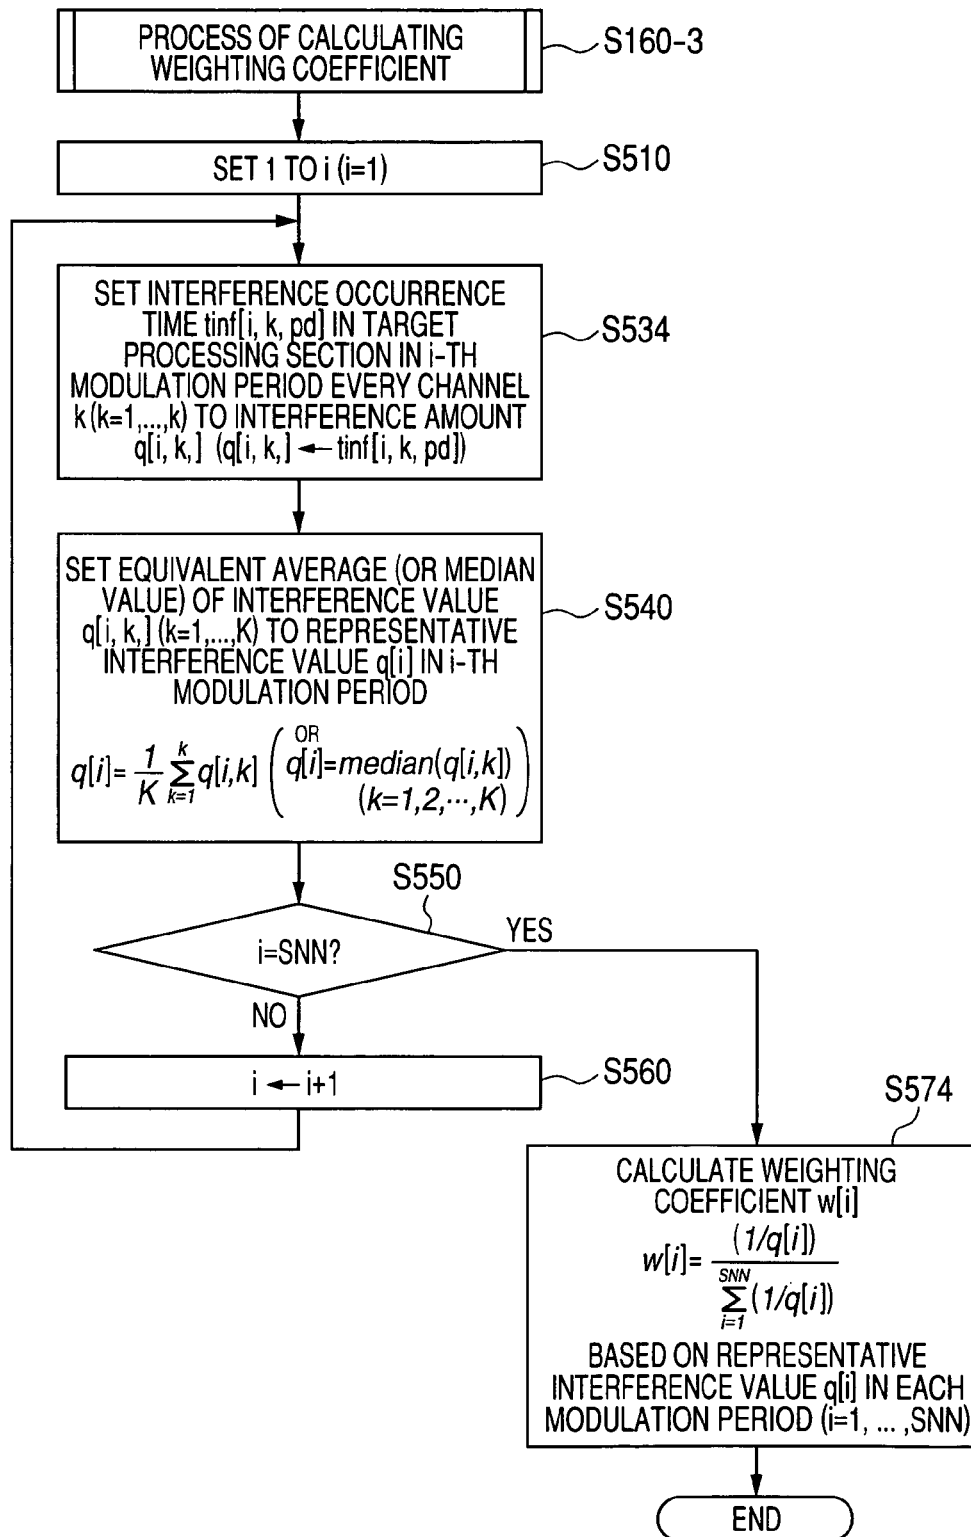 PROCESS OF CALCULATING
WEIGHTING COEFFICIENT
S160-3
SET 1 TO i (i=1)
S510
SET INTERFERENCE OCCURRENCE
TIME tinf[i, k, pd] IN TARGET
PROCESSING SECTION IN i-TH
MODULATION PERIOD EVERY CHANNEL
k (k=1,...,k) TO INTERFERENCE AMOUNT
q[i, k,] (q[i, k,] ← tinf[i, k, pd])
S534
SET EQUIVALENT AVERAGE (OR MEDIAN
VALUE) OF INTERFERENCE VALUE
q[i, k,] (k=1,...,K) TO REPRESENTATIVE
INTERFERENCE VALUE q[i] IN i-TH
MODULATION PERIOD
q[i]= 1/K Σ k=1 k q[i,k] ( OR q[i]=median(q[i,k])
(k=1,2,···,K) )
S540
S550
i=SNN?
YES
NO
i ← i+1
S560
S574
CALCULATE WEIGHTING
COEFFICIENT w[i]
w[i]= (1/q[i]) / SNN Σ i=1 (1/q[i])
BASED ON REPRESENTATIVE
INTERFERENCE VALUE q[i] IN EACH
MODULATION PERIOD (i=1, ... ,SNN)
END